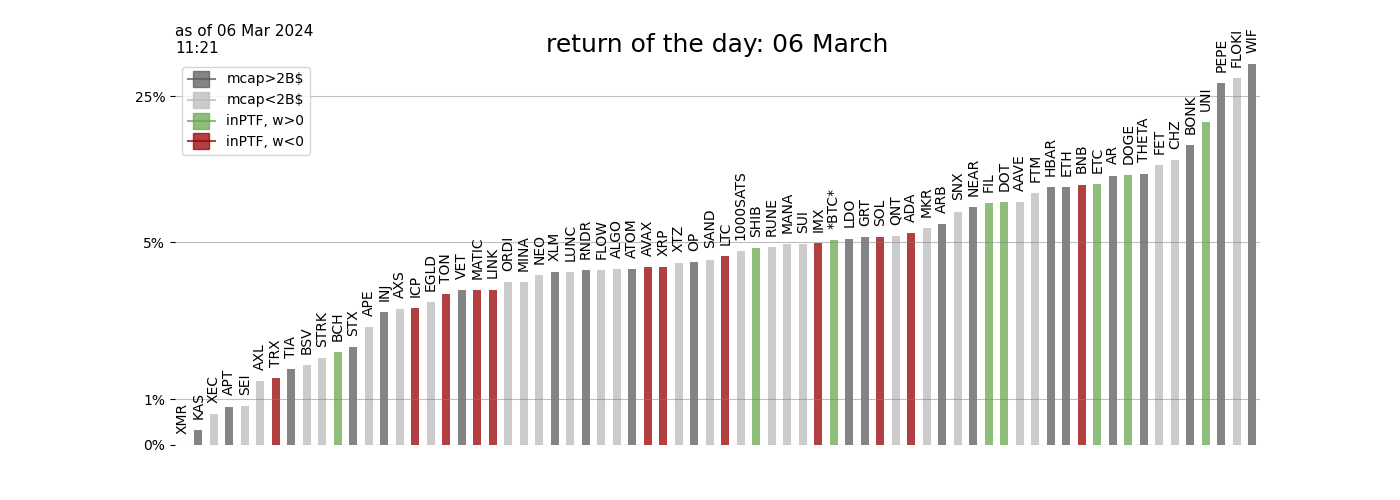 as of 06 Mar 2024
11:21
return of the day: 06 March
mcap>2B$
mcap<2B$
inPTF, w>0
inPTF, w<0
25%
5%
1%
0%
XMR
KAS
XEC
APT
SEI
AXL
TRX
TIA
BSV
STRK
BCH
STX
APE
INJ
AXS
ICP
EGLD
TON
VET
MATIC
LINK
ORDI
MINA
NEO
XLM
LUNC
RNDR
FLOW
ALGO
ATOM
AVAX
XRP
XTZ
OP
SAND
LTC
1000SATS
SHIB
RUNE
MANA
SUI
IMX
*BTC*
LDO
GRT
SOL
QNT
ADA
MKR
ARB
SNX
NEAR
FIL
DOT
AAVE
FTM
HBAR
ETH
BNB
ETC
AR
DOGE
THETA
FET
CHZ
BONK
UNI
PEPE
FLOKI
WIF